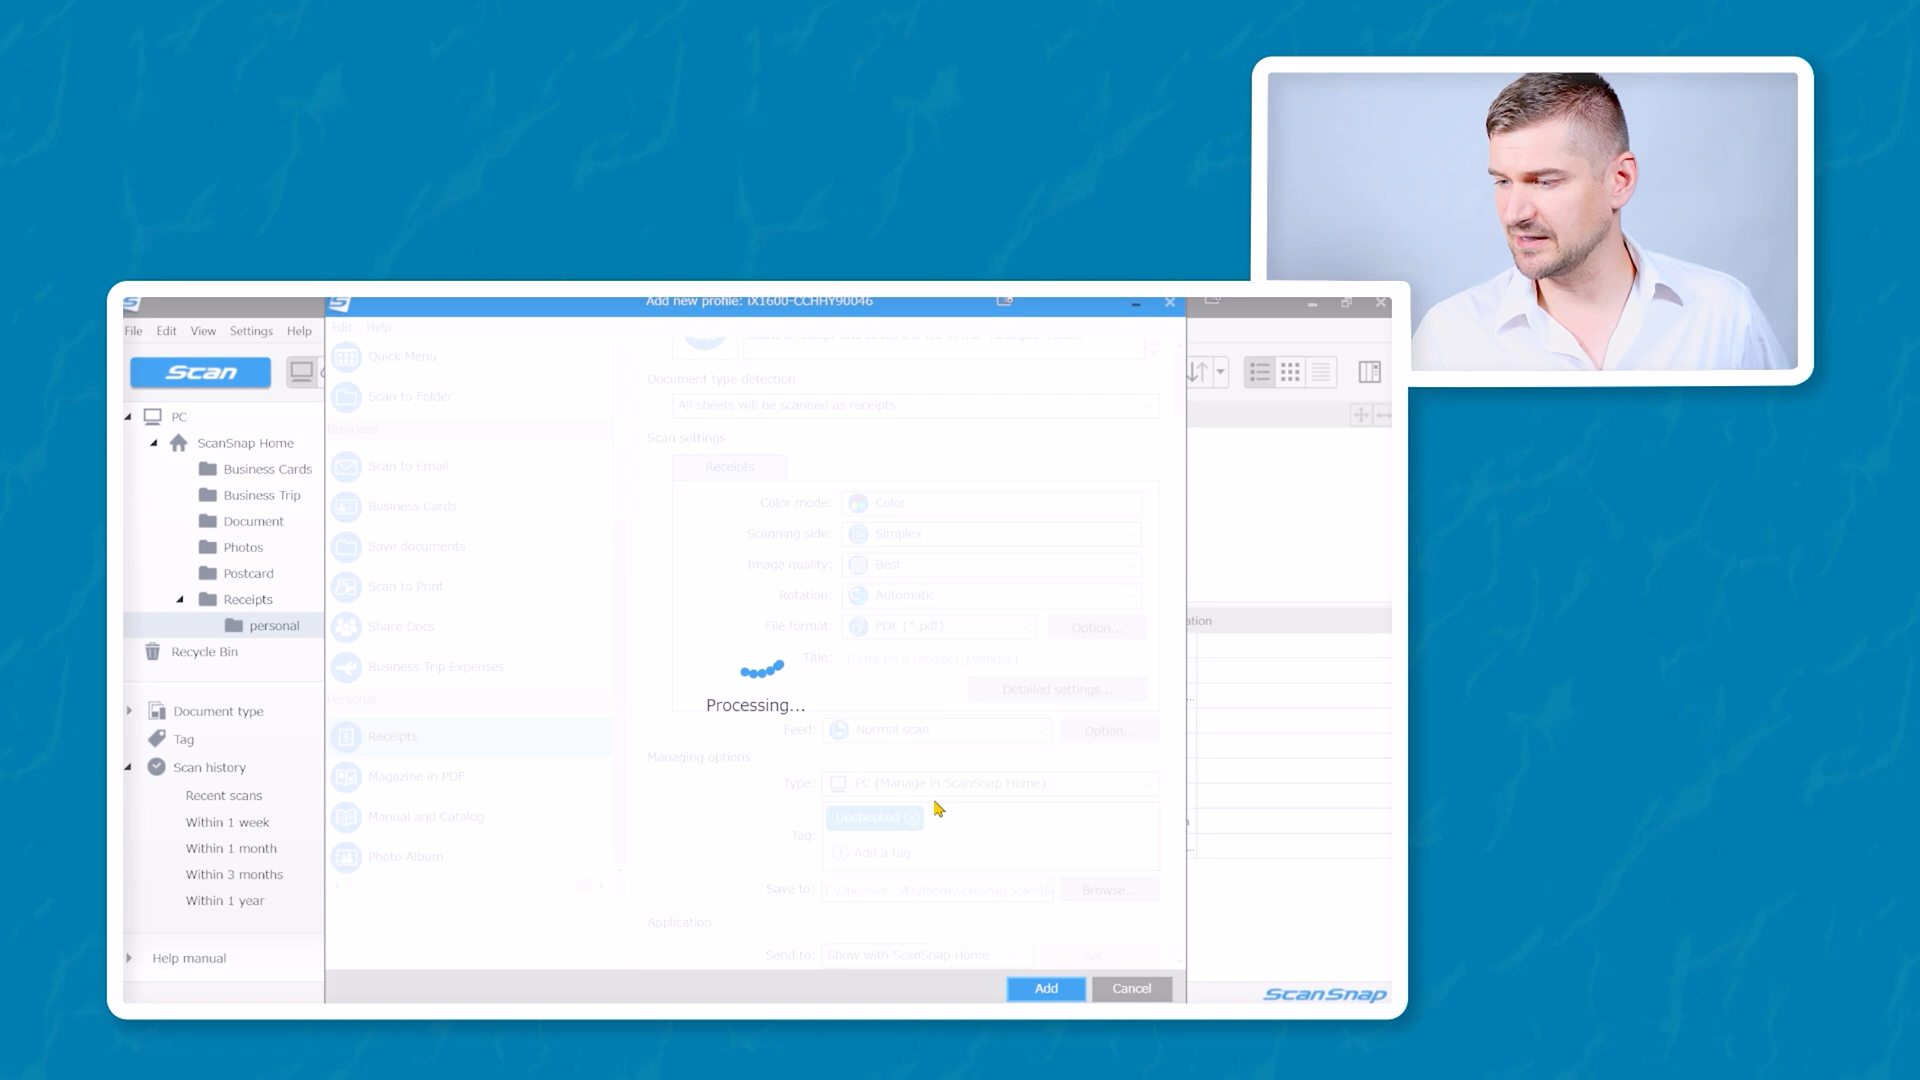 Add new profile: iX1600-CCHHY90046
File Edit View Settings Help
Edit Help
Scan
PC
ScanSnap Home
Business Cards
Business Trip
Document
Photos
Postcard
Receipts
personal
Recycle Bin
Document type
Tag
Scan history
Recent scans
Within 1 week
Within 1 month
Within 3 months
Within 1 year
Help manual
Quick Menu
Scan to Folder
Business
Scan to Email
Business Cards
Save documents
Scan to Print
Share Docs
Business Trip Expenses
Personal
Receipts
Magazine in PDF
Manual and Catalog
Photo Album
Document type detection
All sheets will be scanned as receipts
Scan settings
Receipts
Color mode: Color
Scanning side: Simplex
Image quality: Best
Rotation: Automatic
File format: PDF (*.pdf) Option...
Title: [Date on a receipt]_[Vendor]
Detailed settings...
Processing...
Feed: Normal scan Option...
Managing options
Type: PC (Manage in ScanSnap Home)
Unchecked
Tag:
Add a tag
Save to: Browse...
Application
Send to: Show with ScanSnap Home Set...
Add Cancel
ation
ScanSnap